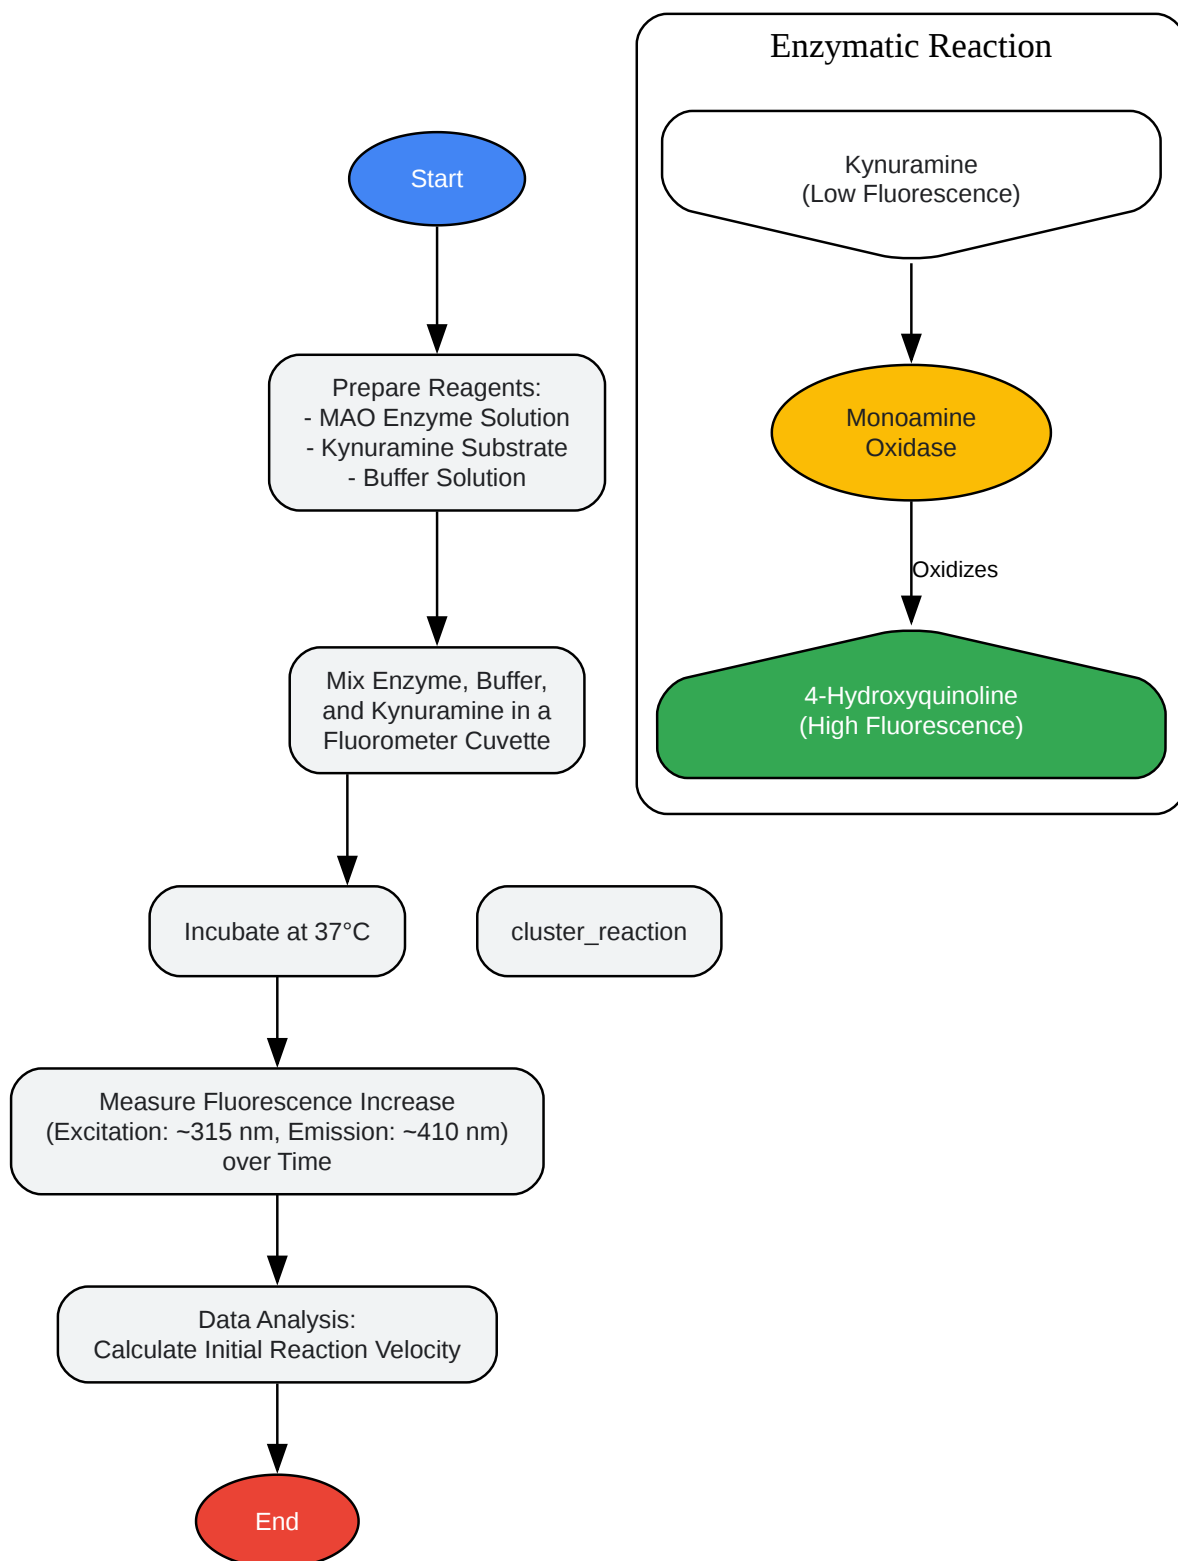 Enzymatic Reaction
Kynuramine
(Low Fluorescence)
Monoamine
Oxidase
Oxidizes
4-Hydroxyquinoline
(High Fluorescence)
Start
Prepare Reagents:
- MAO Enzyme Solution
- Kynuramine Substrate
- Buffer Solution
Mix Enzyme, Buffer,
and Kynuramine in a
Fluorometer Cuvette
Incubate at 37°C
cluster_reaction
Measure Fluorescence Increase
(Excitation: ~315 nm, Emission: ~410 nm)
over Time
Data Analysis:
Calculate Initial Reaction Velocity
End